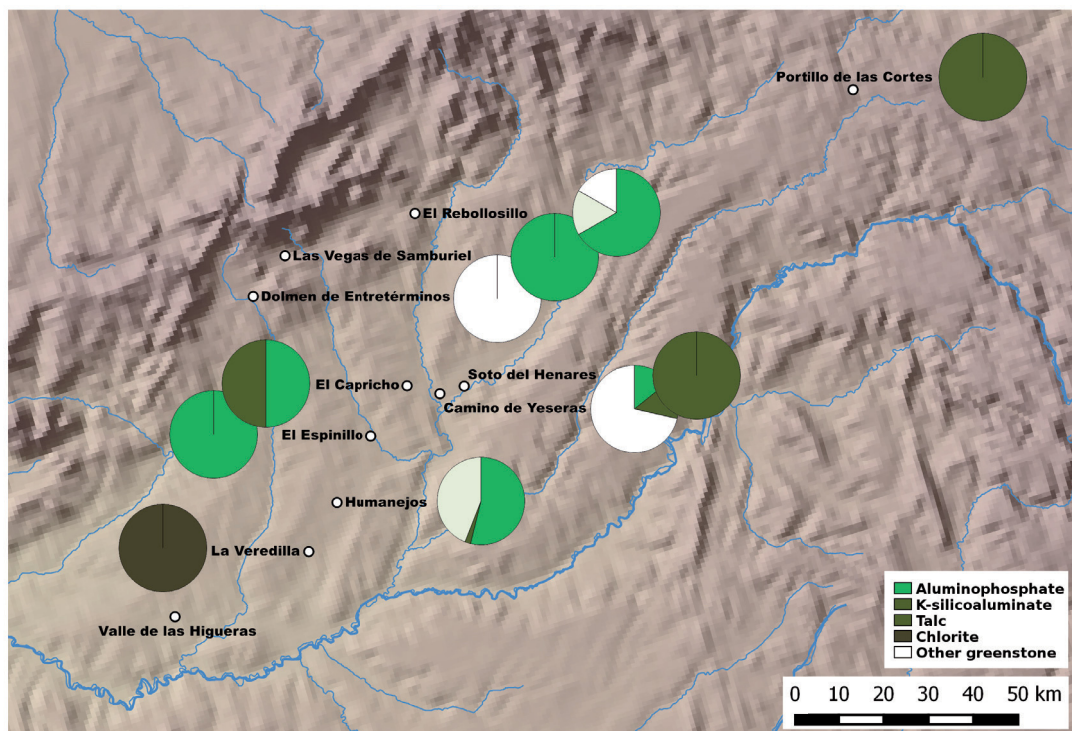 Portillo de las Cortes
El Rebollosillo
Las Vegas de Samburiel
Dolmen de Entretérminos
El Capricho
Soto del Henares
Camino de Yeseras
El Espinillo
Humanejos
La Veredilla
Valle de las Higueras
Aluminophosphate
K-silicoaluminate
Talc
Chlorite
Other greenstone
0 10 20 30 40 50 km